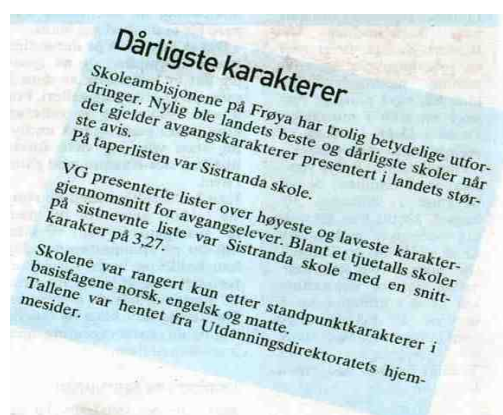 Dårligste karakterer
Skoleambisjonene på Frøya har trolig betydelige utfor-
dringer. Nylig ble landets beste og dårligste skoler når
det gjelder avgangskarakterer presentert i landets stør-
ste avis.
På taperlisten var Sistranda skole.
VG presenterte lister over høyeste og laveste karakter-
gjennomsnitt for avgangselever. Blant et tjuetalls skoler
på sistnevnte liste var Sistranda skole med en snitt-
karakter på 3,27.
Skolene var rangert kun etter standpunktkarakterer i
basisfagene norsk, engelsk og matte.
Tallene var hentet fra Utdanningsdirektoratets hjem-
mesider.